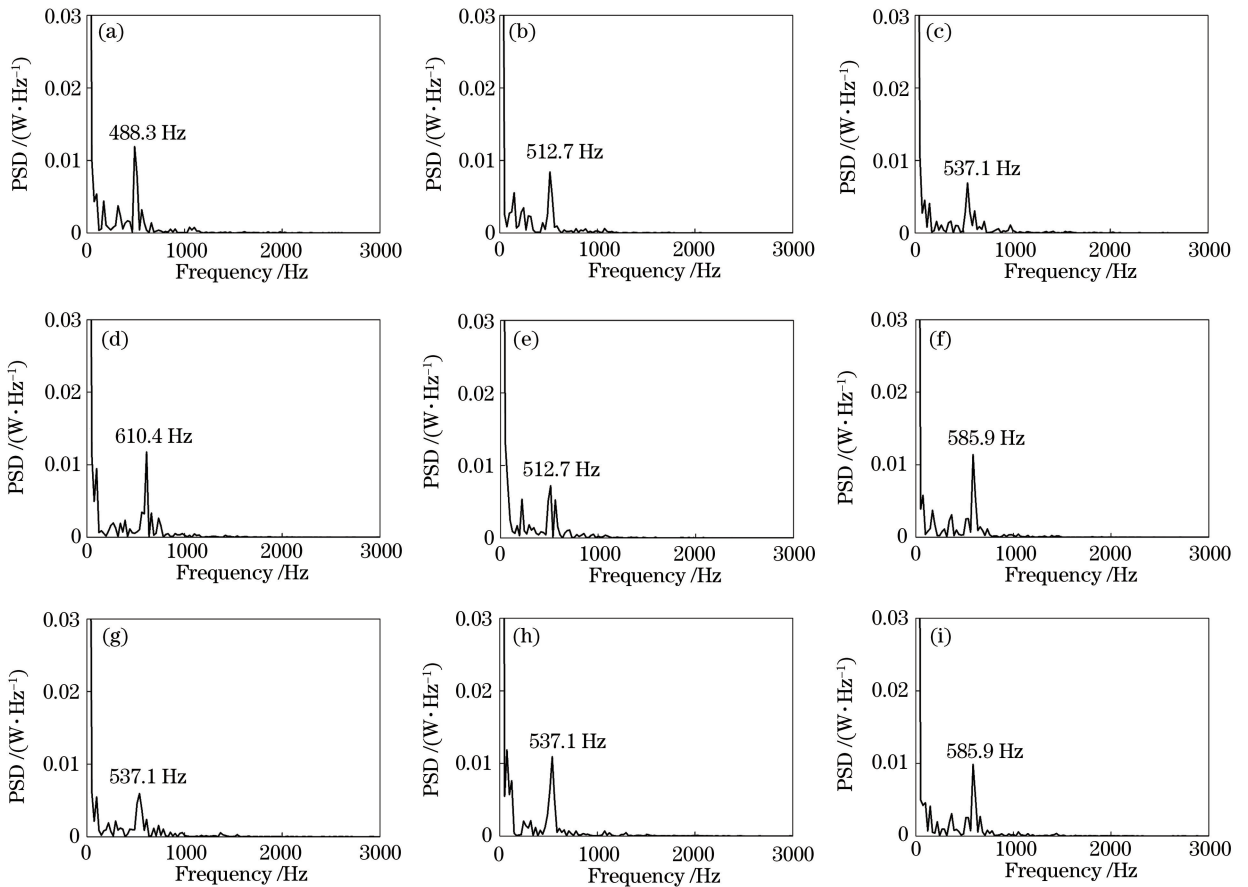 0.03
(a)
0.02
488.3 Hz
0.01
0
PSD /(W·Hz⁻¹)
0 1000 2000 3000
Frequency /Hz
0.03
(b)
0.02
512.7 Hz
0.01
0
PSD /(W·Hz⁻¹)
0 1000 2000 3000
Frequency /Hz
0.03
(c)
0.02
537.1 Hz
0.01
0
PSD /(W·Hz⁻¹)
0 1000 2000 3000
Frequency /Hz
0.03
(d)
0.02
610.4 Hz
0.01
0
PSD /(W·Hz⁻¹)
0 1000 2000 3000
Frequency /Hz
0.03
(e)
0.02
512.7 Hz
0.01
0
PSD /(W·Hz⁻¹)
0 1000 2000 3000
Frequency /Hz
0.03
(f)
0.02
585.9 Hz
0.01
0
PSD /(W·Hz⁻¹)
0 1000 2000 3000
Frequency /Hz
0.03
(g)
0.02
537.1 Hz
0.01
0
PSD /(W·Hz⁻¹)
0 1000 2000 3000
Frequency /Hz
0.03
(h)
0.02
537.1 Hz
0.01
0
PSD /(W·Hz⁻¹)
0 1000 2000 3000
Frequency /Hz
0.03
(i)
0.02
585.9 Hz
0.01
0
PSD /(W·Hz⁻¹)
0 1000 2000 3000
Frequency /Hz